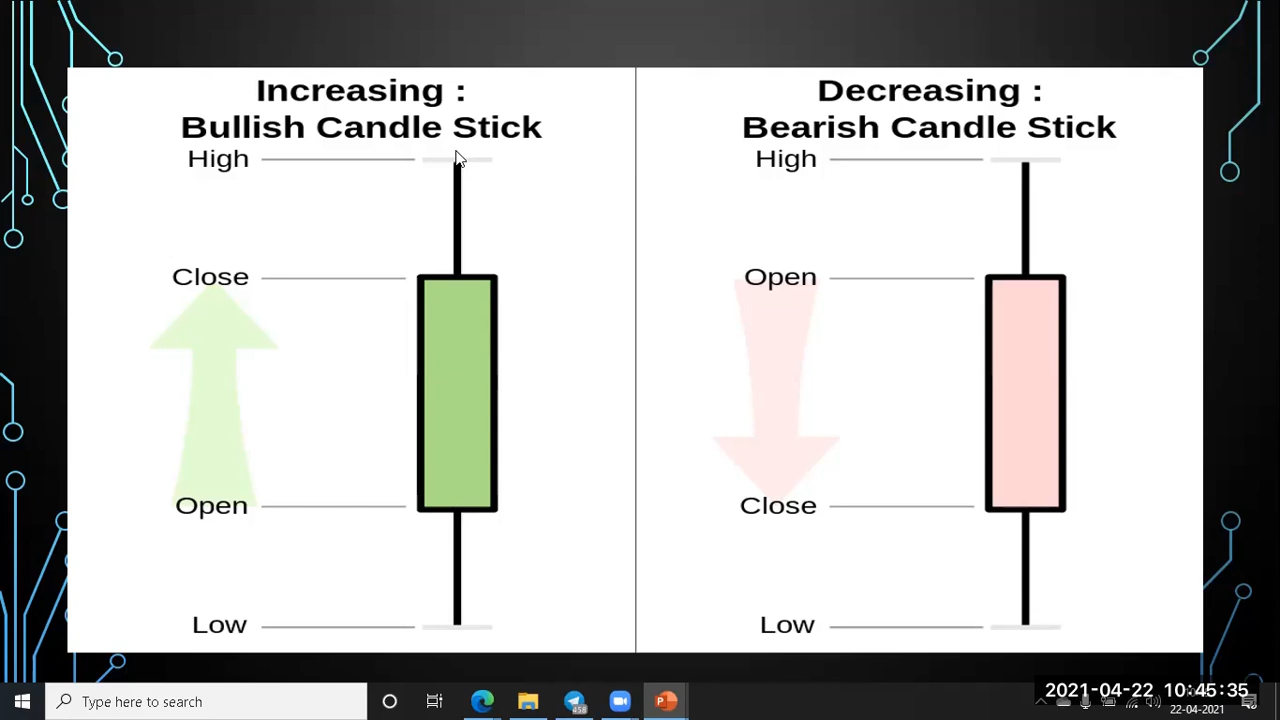 Increasing :
Bullish Candle Stick
High
Close
Open
Low
Decreasing :
Bearish Candle Stick
High
Open
Close
Low
Type here to search
458
2021-04-22 10:45:35
22-04-2021